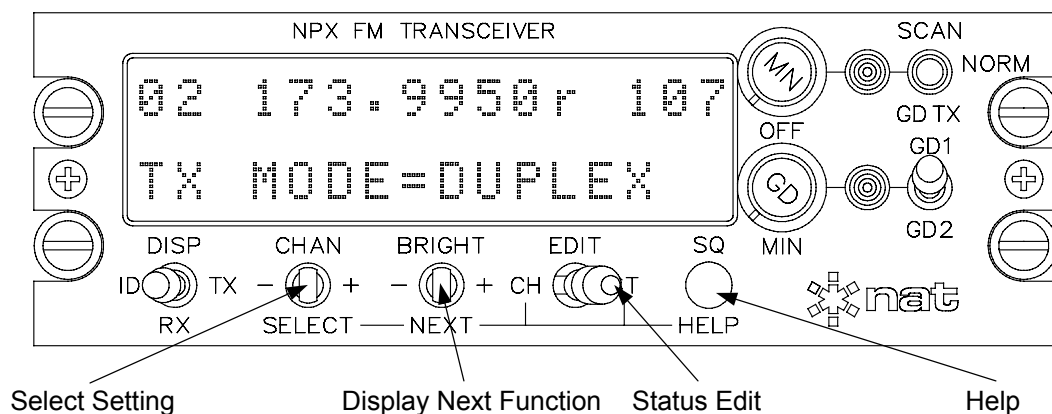 NPX FM TRANSCEIVER
02 173.9950r 107
TX MODE=DUPLEX
MN
OFF
SCAN
NORM
GD TX
GD
MIN
GD1
GD2
DISP
ID TX
RX
CHAN
- +
SELECT
BRIGHT
- +
NEXT
EDIT
CH T
SQ
HELP
nat
Select Setting
Display Next Function
Status Edit
Help